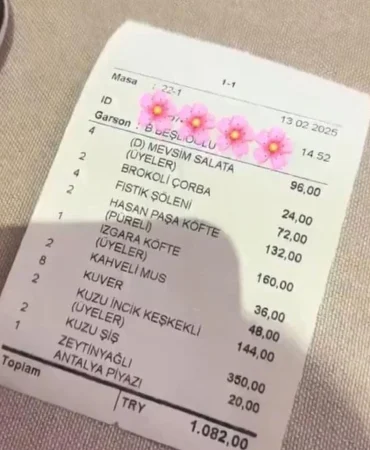 1-1
Masa : 22-1
ID 13.02.2025
Garson : B 14:52
4 (D) MEVSİM SALATA
(ÜYELER) 96,00
2 BROKOLİ ÇORBA 24,00
4 FISTIK ŞÖLENİ 72,00
2 HASAN PAŞA KÖFTE
(PÜRELİ) 132,00
1 IZGARA KÖFTE
(ÜYELER) 160,00
2 KAHVELİ MUS 36,00
8 KUVER 48,00
2 KUZU İNCİK KEŞKEKLİ
(ÜYELER) 144,00
2 KUZU ŞİŞ 350,00
1 ZEYTİNYAĞLI
ANTALYA PİYAZI 20,00
Toplam TRY 1.082,00